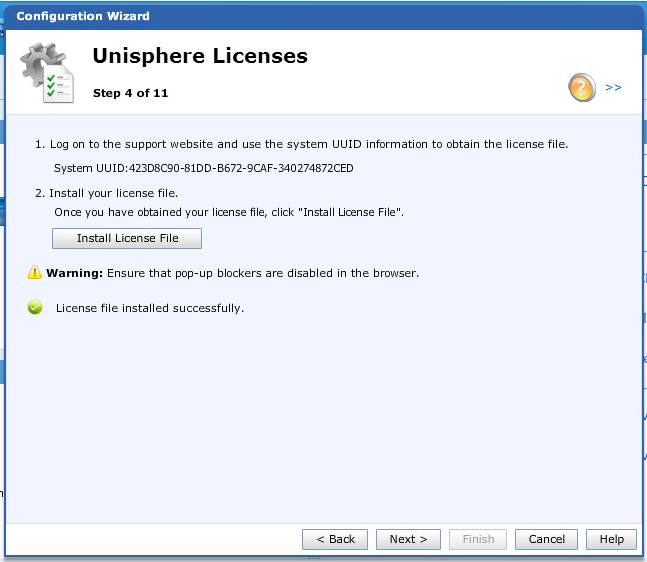 Configuration Wizard
Unisphere Licenses
Step 4 of 11
>>
1. Log on to the support website and use the system UUID information to obtain the license file.
System UUID:423D8C90-81DD-B672-9CAF-340274872CED
2. Install your license file.
Once you have obtained your license file, click "Install License File".
Install License File
Warning: Ensure that pop-up blockers are disabled in the browser.
License file installed successfully.
< Back
Next >
Finish
Cancel
Help